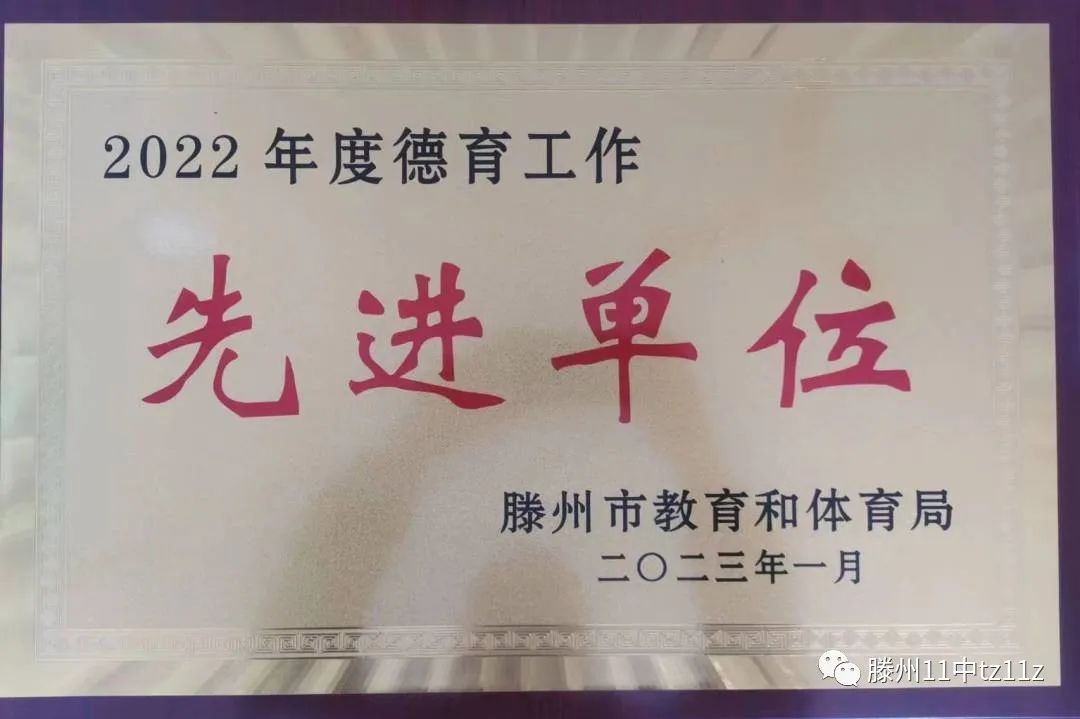 2022年度德育工作
先进单位
滕州市教育和体育局
二〇二三年一月
滕州11中tz11z